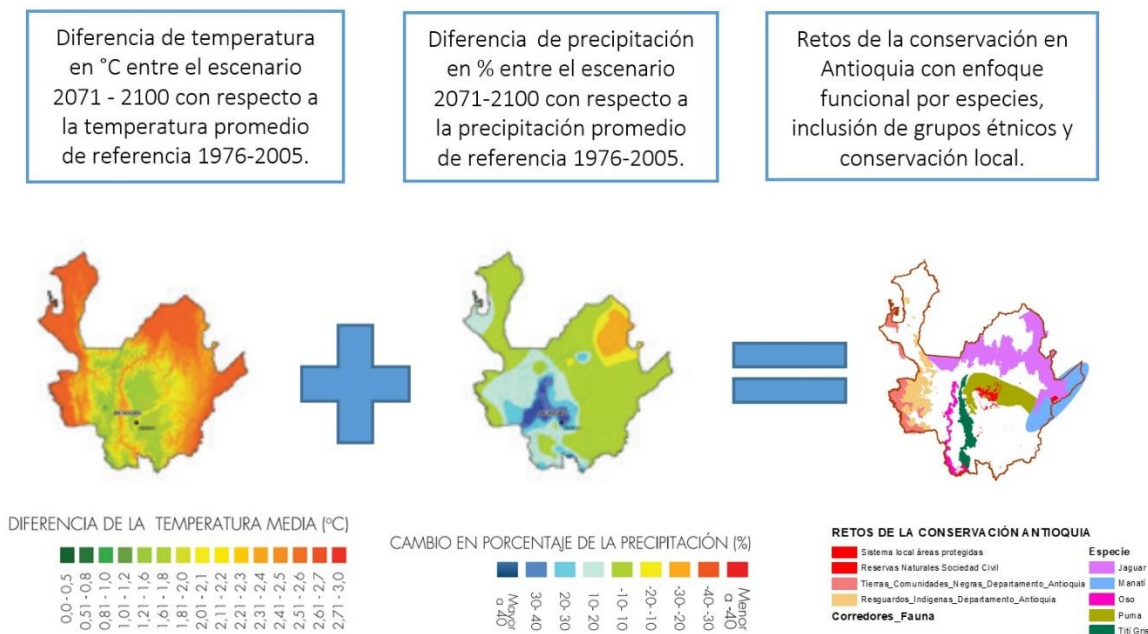 Diferencia de temperatura
en °C entre el escenario
2071 - 2100 con respecto a
la temperatura promedio
de referencia 1976-2005.
Diferencia de precipitación
en % entre el escenario
2071-2100 con respecto a
la precipitación promedio
de referencia 1976-2005.
Retos de la conservación en
Antioquia con enfoque
funcional por especies,
inclusión de grupos étnicos y
conservación local.
DIFERENCIA DE LA TEMPERATURA MEDIA (°C)
0,0 - 0,5
0,51 - 0,8
0,81 - 1,0
1,01 - 1,2
1,21 - 1,6
1,61 - 1,8
1,81 - 2,0
2,01 - 2,1
2,11 - 2,2
2,21 - 2,3
2,31 - 2,4
2,41 - 2,5
2,51 - 2,6
2,61 - 2,7
2,71 - 3,0
CAMBIO EN PORCENTAJE DE LA PRECIPITACIÓN (%)
Mayor
a 40
30- 40
20 - 30
10 - 20
-10 - 10
-20 - -10
-30 - -20
-40 - -30
Menor
a -40
RETOS DE LA CONSERVACIÓN ANTIOQUIA
Sistema local áreas protegidas
Reservas Naturales Sociedad Civil
Tierras_Comunidades_Negras_Departamento_Antioquia
Resguardos_Indigenas_Departamento_Antioquia
Corredores_Fauna
Especie
Jaguar
Manatí
Oso
Puma
Tití Gris